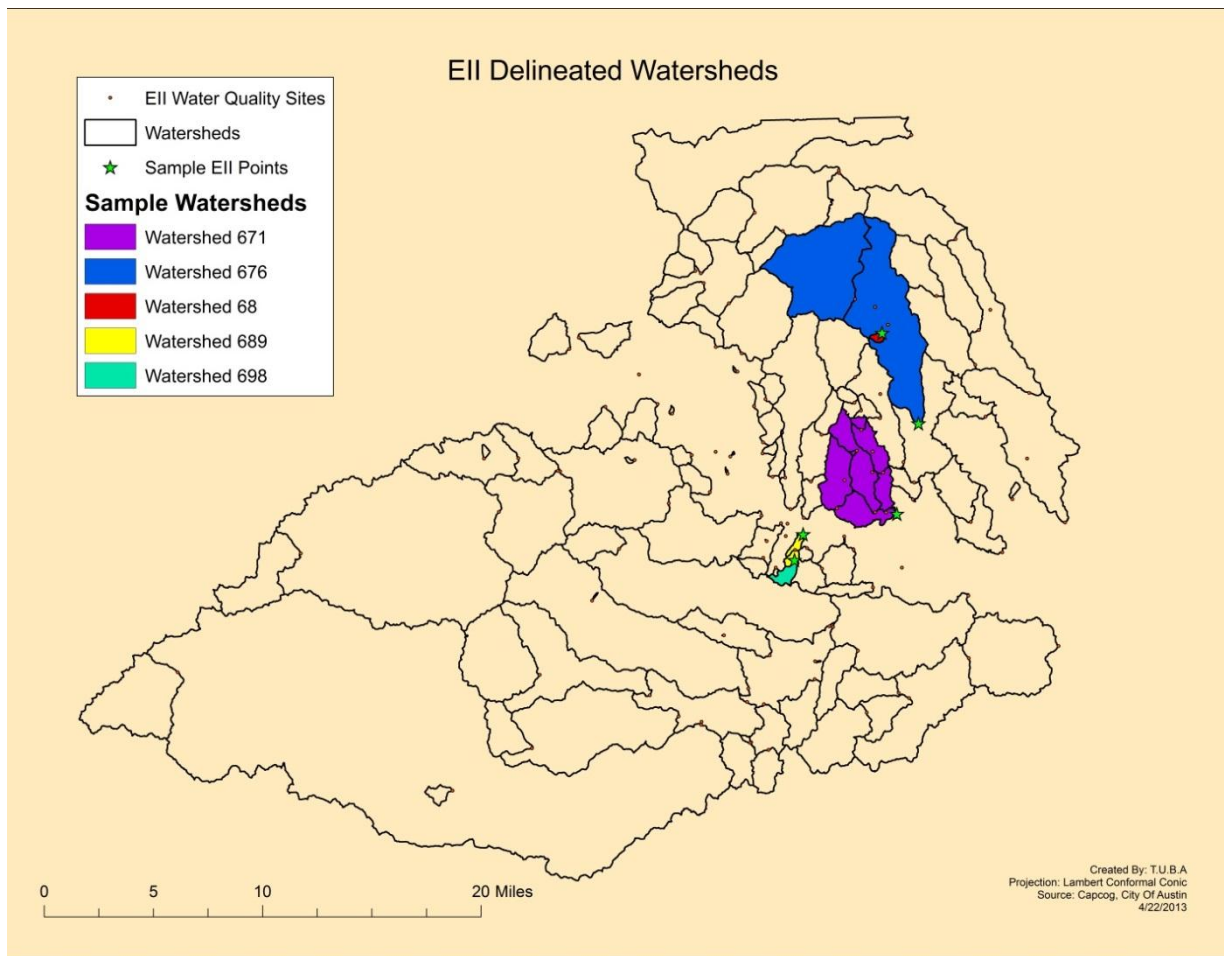 EII Delineated Watersheds
EII Water Quality Sites
Watersheds
Sample EII Points
Sample Watersheds
Watershed 671
Watershed 676
Watershed 68
Watershed 689
Watershed 698
0 5 10 20 Miles
Created By: T.U.B.A
Projection: Lambert Conformal Conic
Source: Capcog, City Of Austin
4/22/2013